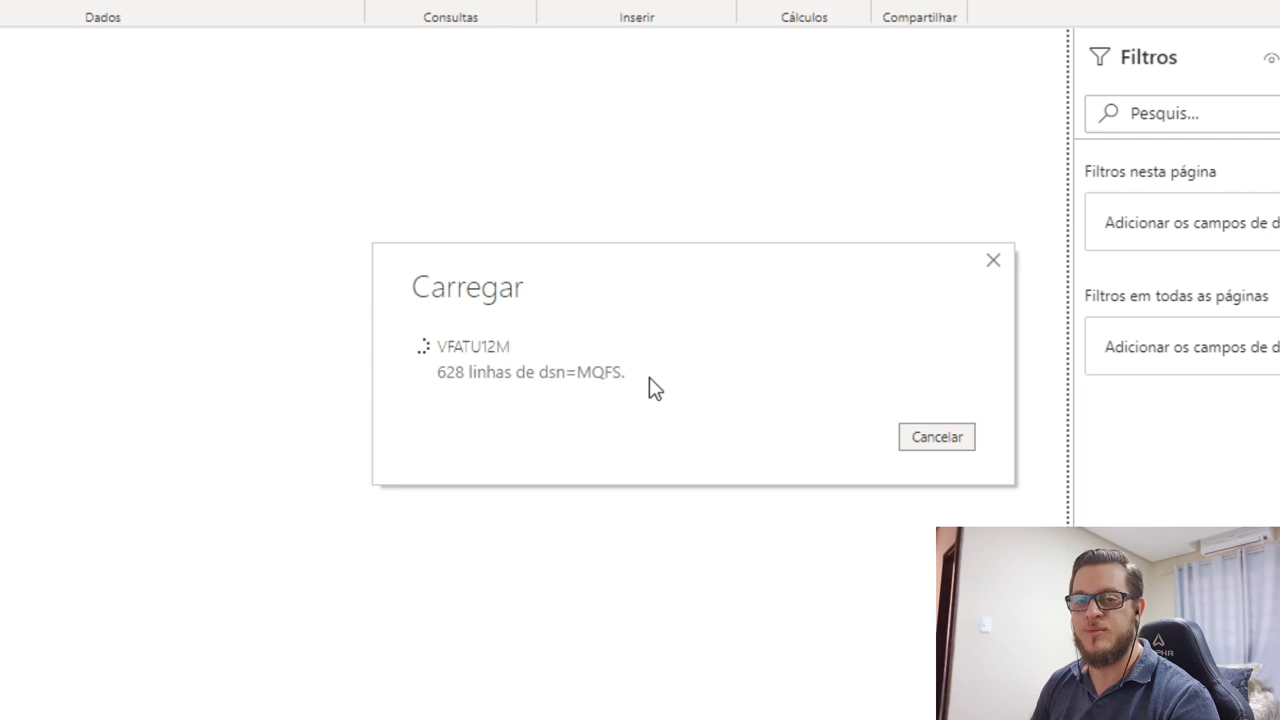 Dados
Consultas
Inserir
Cálculos
Compartilhar
Filtros
Pesquis...
Filtros nesta página
Adicionar os campos de d
Filtros em todas as páginas
Adicionar os campos de d
Carregar
VFATU12M
628 linhas de dsn=MQFS.
Cancelar